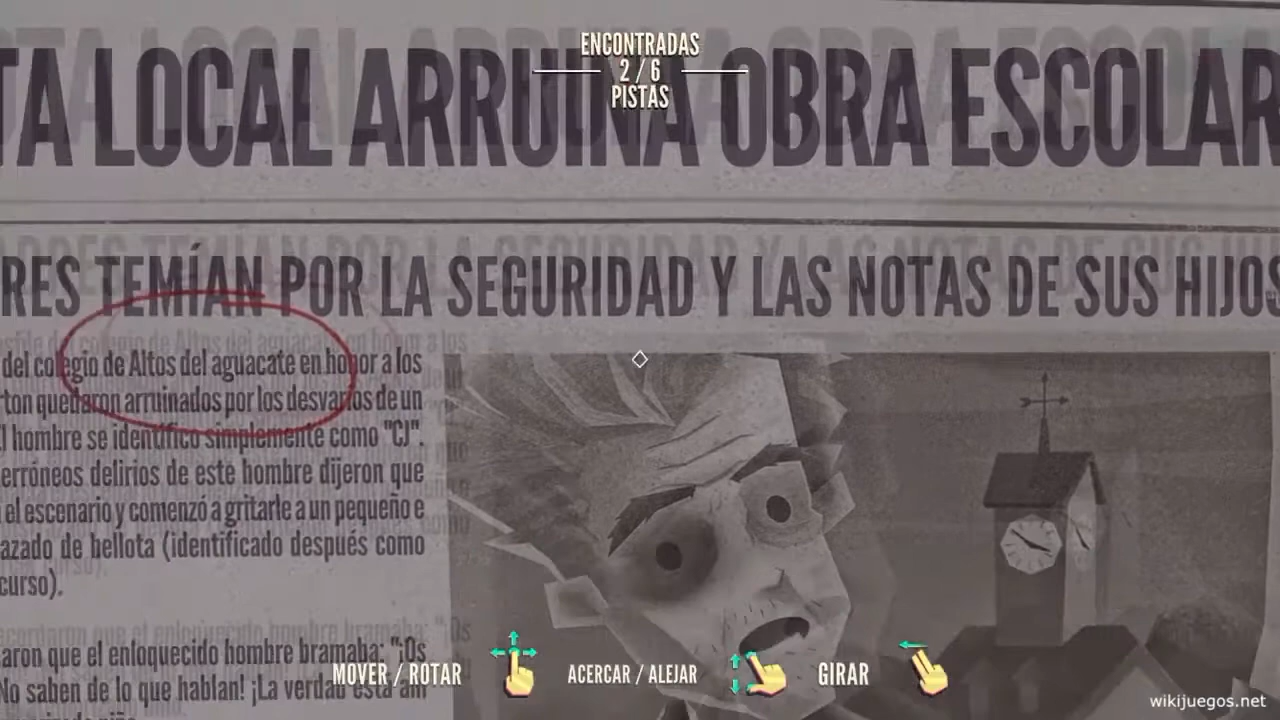 ENCONTRADAS
2 / 6
PISTAS
TA LOCAL ARRUINA OBRA ESCOLAR
RES TEMÍAN POR LA SEGURIDAD Y LAS NOTAS DE SUS HIJOS
del colegio de Altos del aguacate en honor a los
ton quedaron arruinados por los desvaríos de un
l hombre se identificó simplemente como "CJ".
erróneos delirios de este hombre dijeron que
el escenario y comenzó a gritarle a un pequeño e
azado de bellota (identificado después como
curso).
aron que el enloquecido hombre bramaba: "¡Os
No saben de lo que hablan! ¡La verdad está ahí
MOVER / ROTAR
ACERCAR / ALEJAR
GIRAR
wikijuegos.net